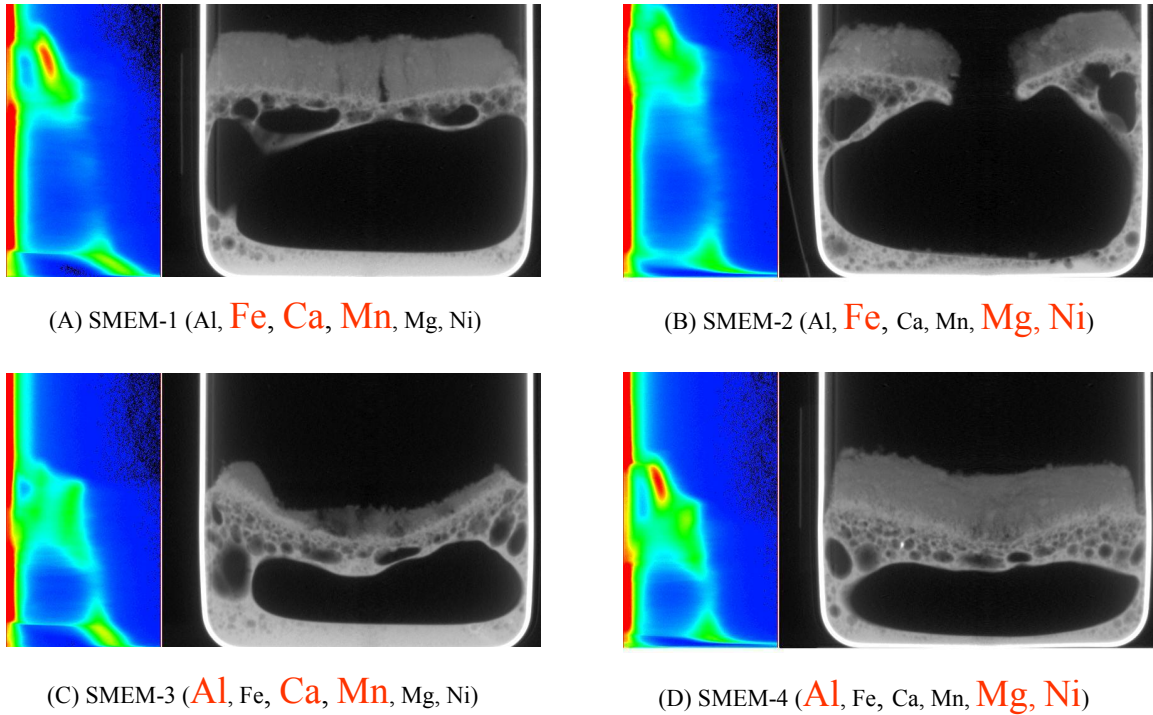 (A) SMEM-1 (Al, Fe, Ca, Mn, Mg, Ni)
(B) SMEM-2 (Al, Fe, Ca, Mn, Mg, Ni)
(C) SMEM-3 (Al, Fe, Ca, Mn, Mg, Ni)
(D) SMEM-4 (Al, Fe, Ca, Mn, Mg, Ni)